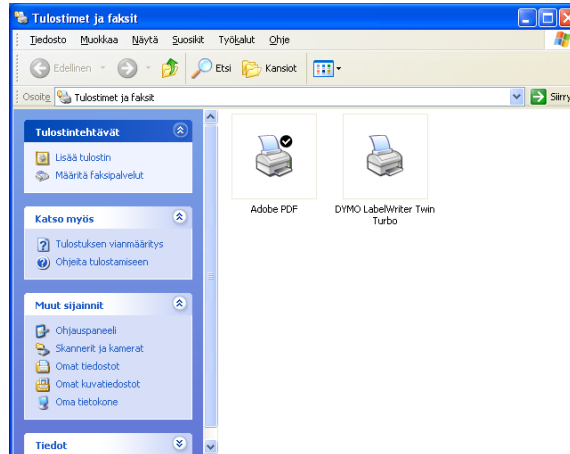 Tulostimet ja faksit
Tiedosto Muokkaa Näytä Suosikit Työkalut Ohje
Edellinen Etsi Kansiot
Osoite Tulostimet ja faksit Siirry
Tulostintehtävät
Lisää tulostin
Määritä faksipalvelut
Katso myös
Tulostuksen vianmääritys
Ohjeita tulostamiseen
Muut sijainnit
Ohjauspaneeli
Skannerit ja kamerat
Omat tiedostot
Omat kuvatiedostot
Oma tietokone
Tiedot
Adobe PDF
DYMO LabelWriter Twin
Turbo